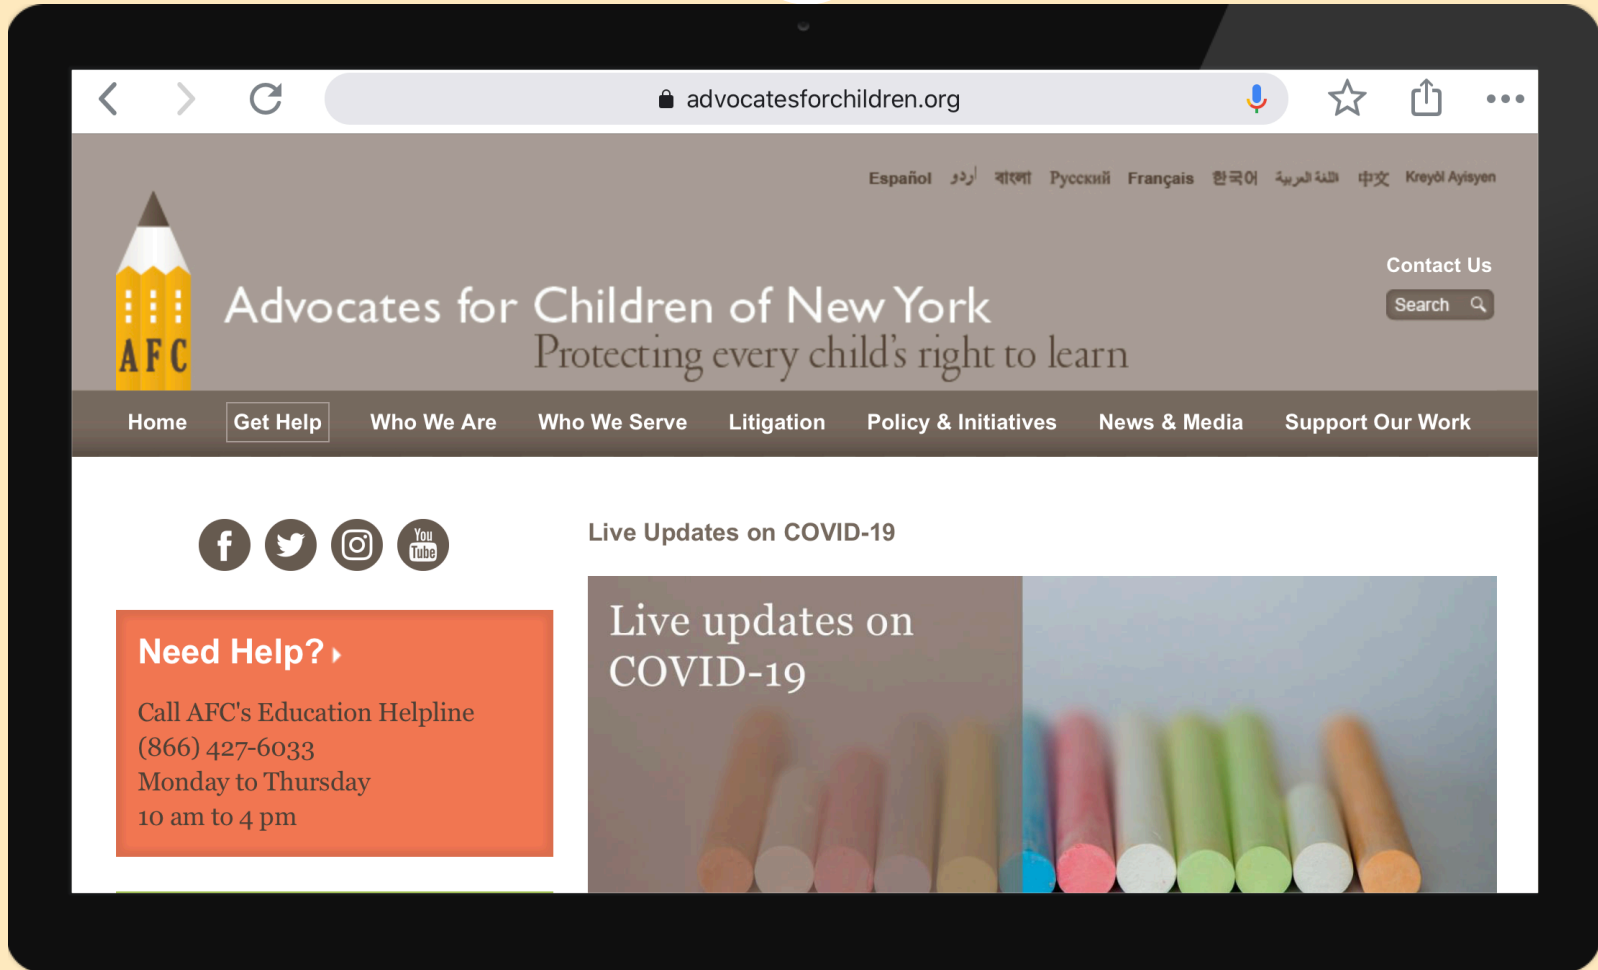 advocatesforchildren.org
Español اردو বাংলা Русский Français 한국어 اللغة العربية 中文 Kreyòl Ayisyen
Contact Us
Search
AFC
Advocates for Children of New York
Protecting every child's right to learn
Home Get Help Who We Are Who We Serve Litigation Policy & Initiatives News & Media Support Our Work
f You Tube
Live Updates on COVID-19
Live updates on
COVID-19
Need Help?
Call AFC's Education Helpline
(866) 427-6033
Monday to Thursday
10 am to 4 pm